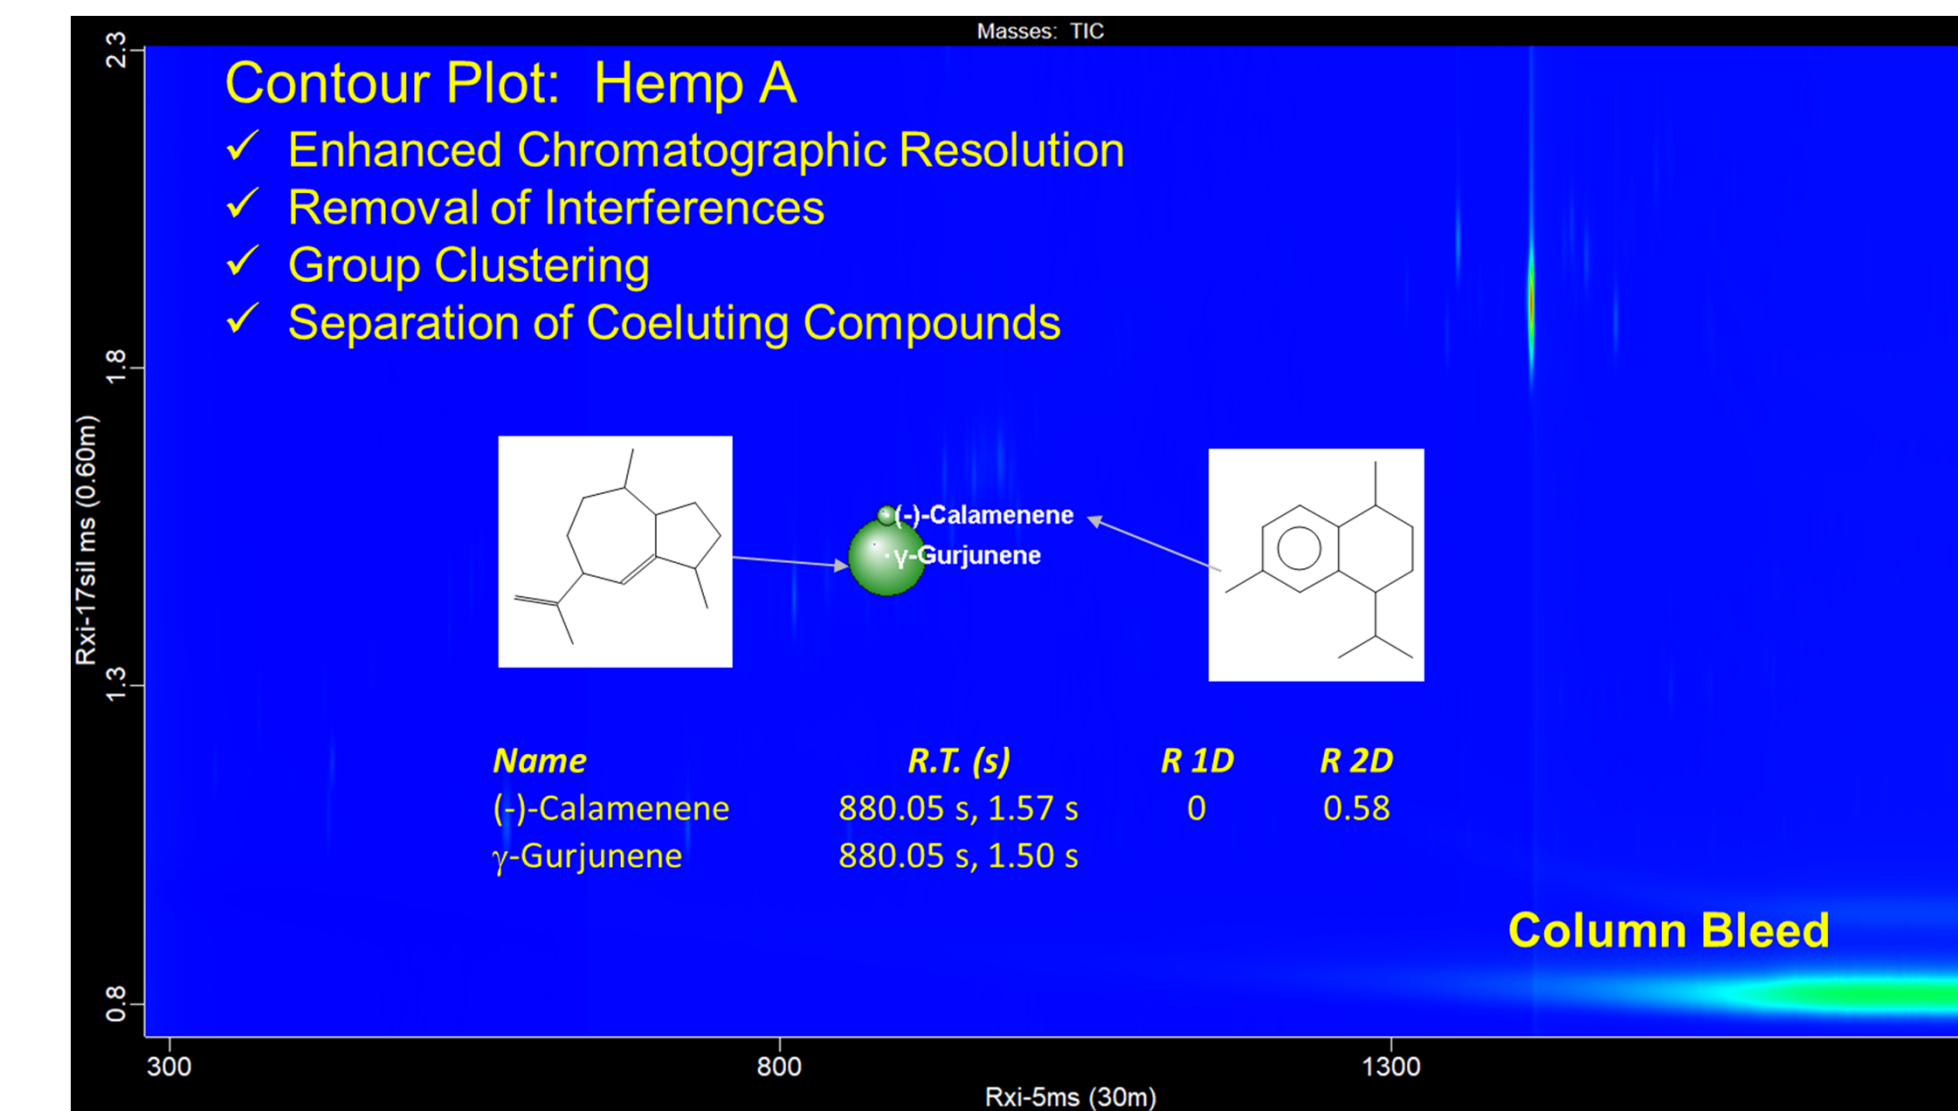 Masses: TIC
Contour Plot: Hemp A
✓ Enhanced Chromatographic Resolution
✓ Removal of Interferences
✓ Group Clustering
✓ Separation of Coeluting Compounds
2.3
1.8
1.3
0.8
Rxi-17sil ms (0.60m)
(-)-Calamenene
γ-Gurjunene
Name R.T. (s) R 1D R 2D
(-)-Calamenene 880.05 s, 1.57 s 0 0.58
γ-Gurjunene 880.05 s, 1.50 s
Column Bleed
300 800 1300
Rxi-5ms (30m)